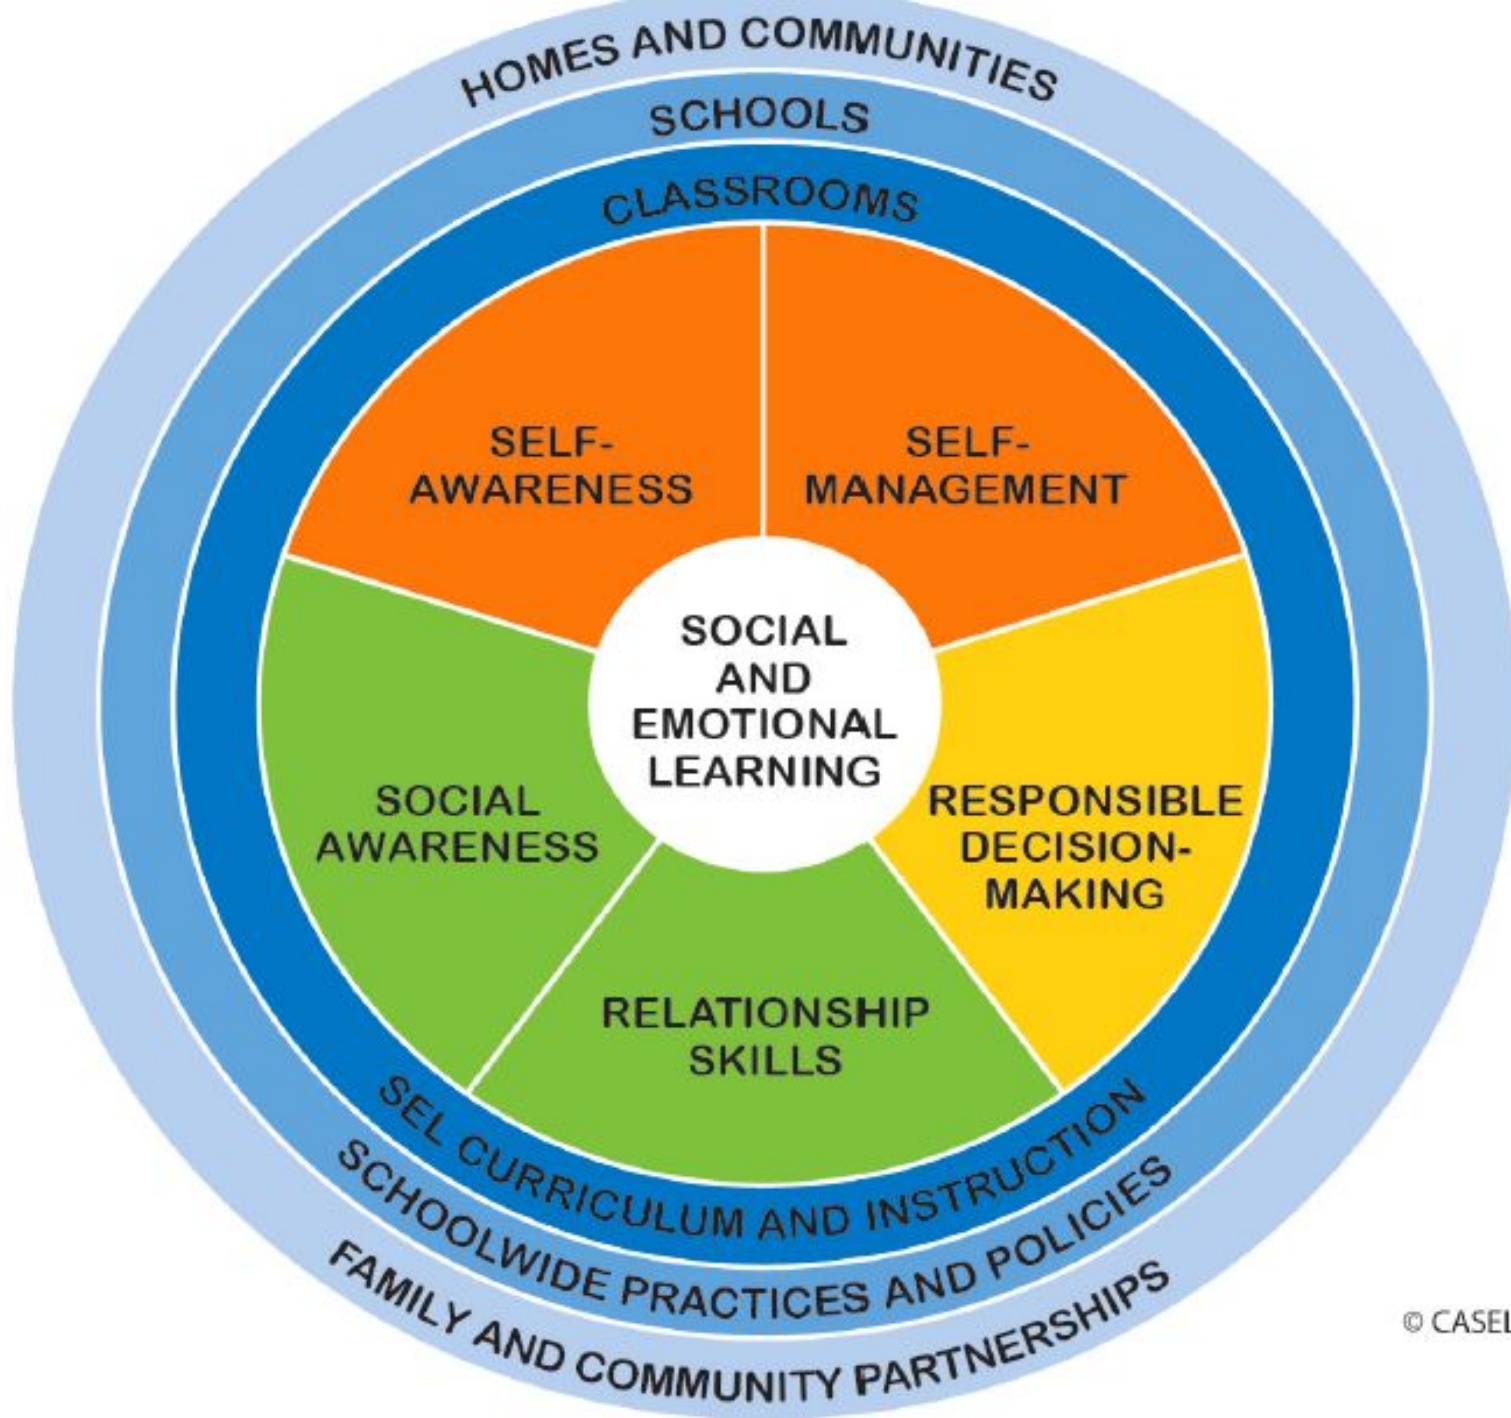 HOMES AND COMMUNITIES
SCHOOLS
CLASSROOMS
SELF-
AWARENESS
SELF-
MANAGEMENT
SOCIAL
AND
EMOTIONAL
LEARNING
SOCIAL
AWARENESS
RESPONSIBLE
DECISION-
MAKING
RELATIONSHIP
SKILLS
SEL CURRICULUM AND INSTRUCTION
SCHOOLWIDE PRACTICES AND POLICIES
FAMILY AND COMMUNITY PARTNERSHIPS
© CASEL